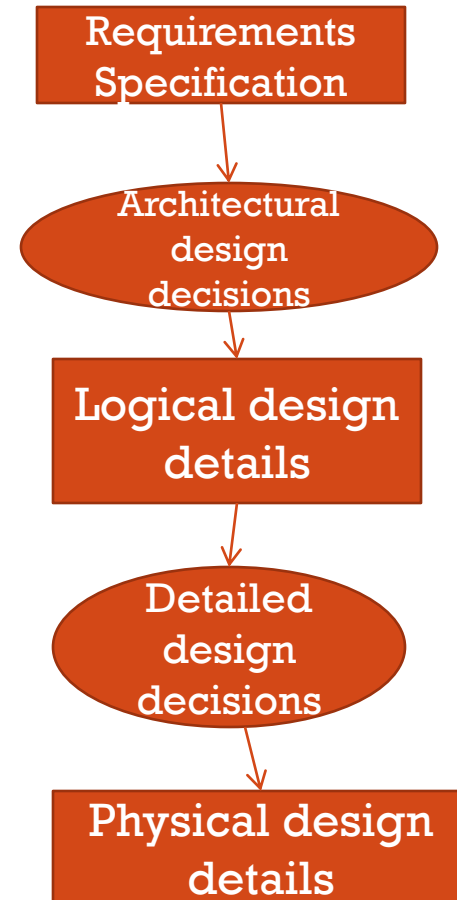 Requirements
Specification
Architectural
design
decisions
Logical design
details
Detailed
design
decisions
Physical design
details